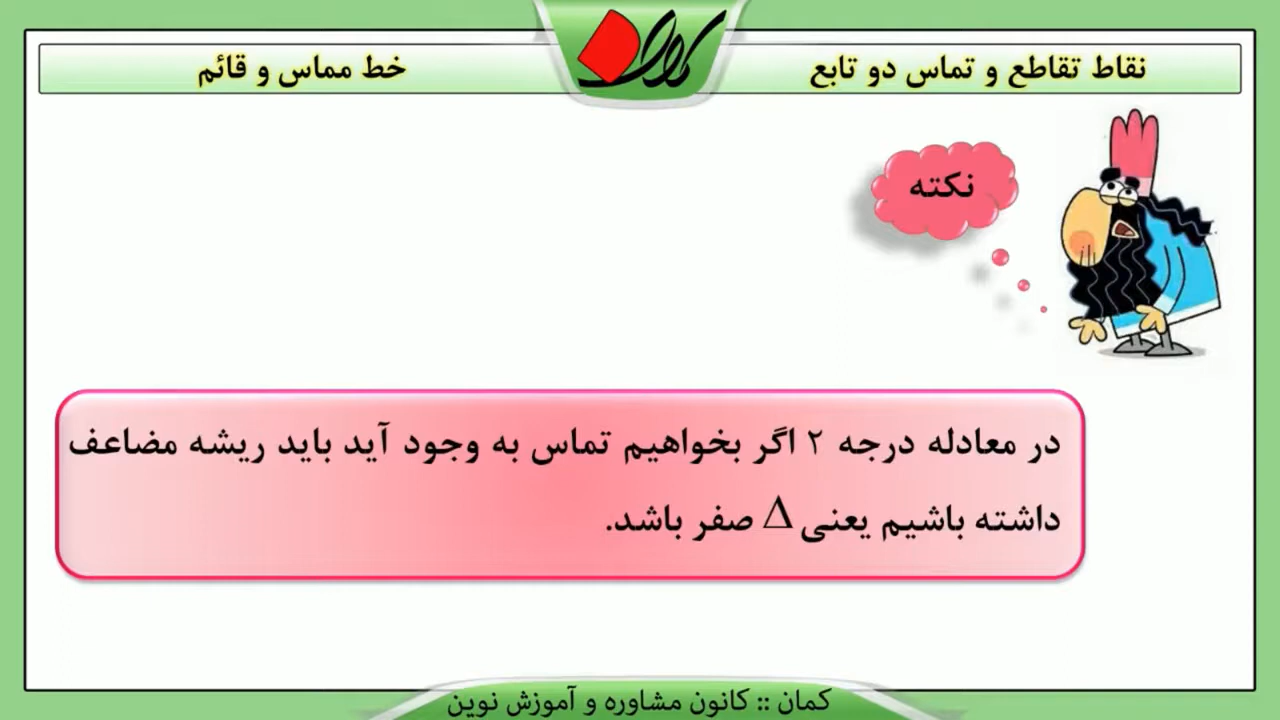 نقاط تقاطع و تماس دو تابع
کمان
خط مماس و قائم
نکته
در معادله درجه ۲ اگر بخواهیم تماس به وجود آید باید ریشه مضاعف
داشته باشیم یعنی Δ صفر باشد.
کمان :: کانون مشاوره و آموزش نوین